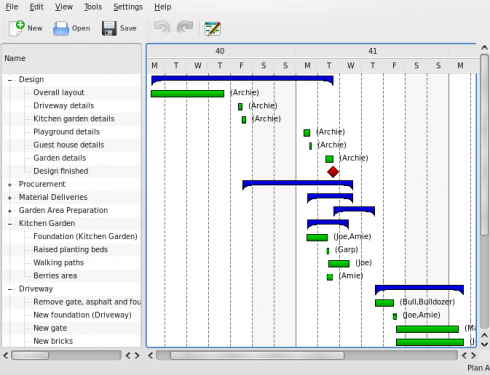 File Edit View Tools Settings Help
New Open Save
Name 40 41
M T W T F S S M T W T F S S M
Design
Overall layout (Archie)
Driveway details (Archie)
Kitchen garden details (Archie)
Playground details (Archie)
Guest house details (Archie)
Garden details (Archie)
Design finished
Procurement
Material Deliveries
Garden Area Preparation
Kitchen Garden
Foundation (Kitchen Garden) (Joe,Amie)
Raised planting beds (Garp)
Walking paths (Joe)
Berries area (Amie)
Driveway
Remove gate, asphalt and fou (Bull,Bulldozer)
New foundation (Driveway) (Joe,Amie)
New gate
New bricks
Plan A